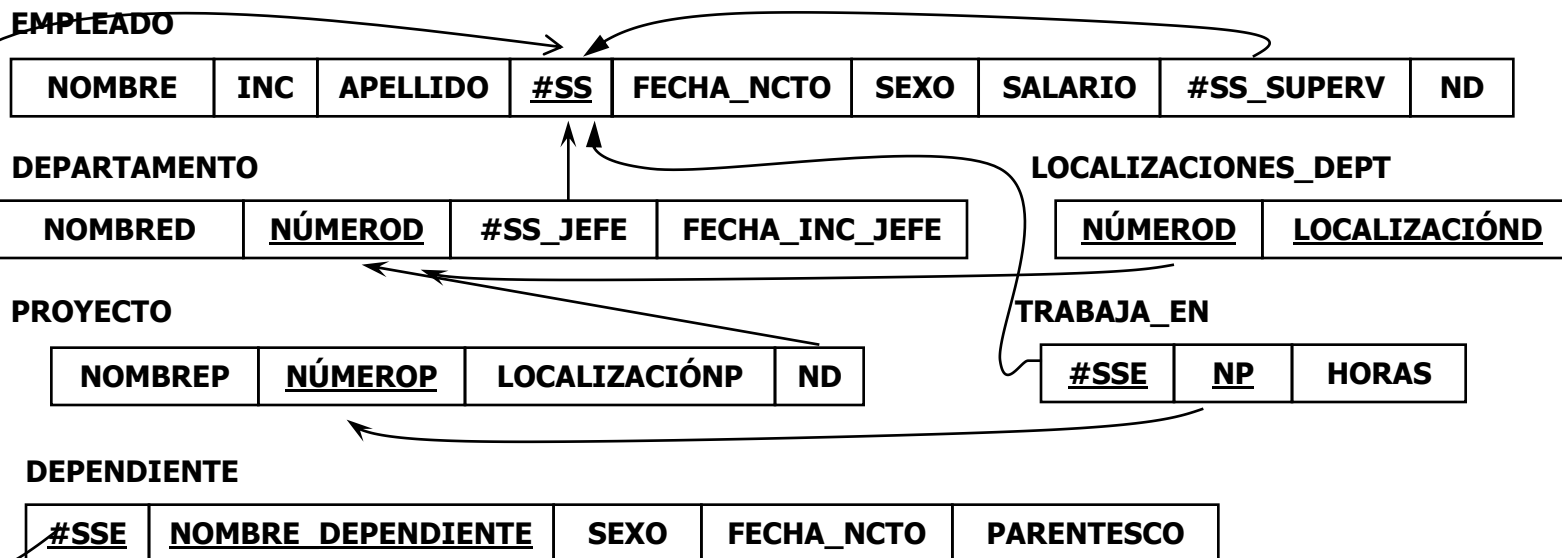 EMPLEADO
NOMBRE INC APELLIDO #SS FECHA_NCTO SEXO SALARIO #SS_SUPERV ND
DEPARTAMENTO LOCALIZACIONES_DEPT
NOMBRED NÚMEROD #SS_JEFE FECHA_INC_JEFE NÚMEROD LOCALIZACIÓND
PROYECTO TRABAJA_EN
NOMBREP NÚMEROP LOCALIZACIÓNP ND #SSE NP HORAS
DEPENDIENTE
#SSE NOMBRE_DEPENDIENTE SEXO FECHA_NCTO PARENTESCO